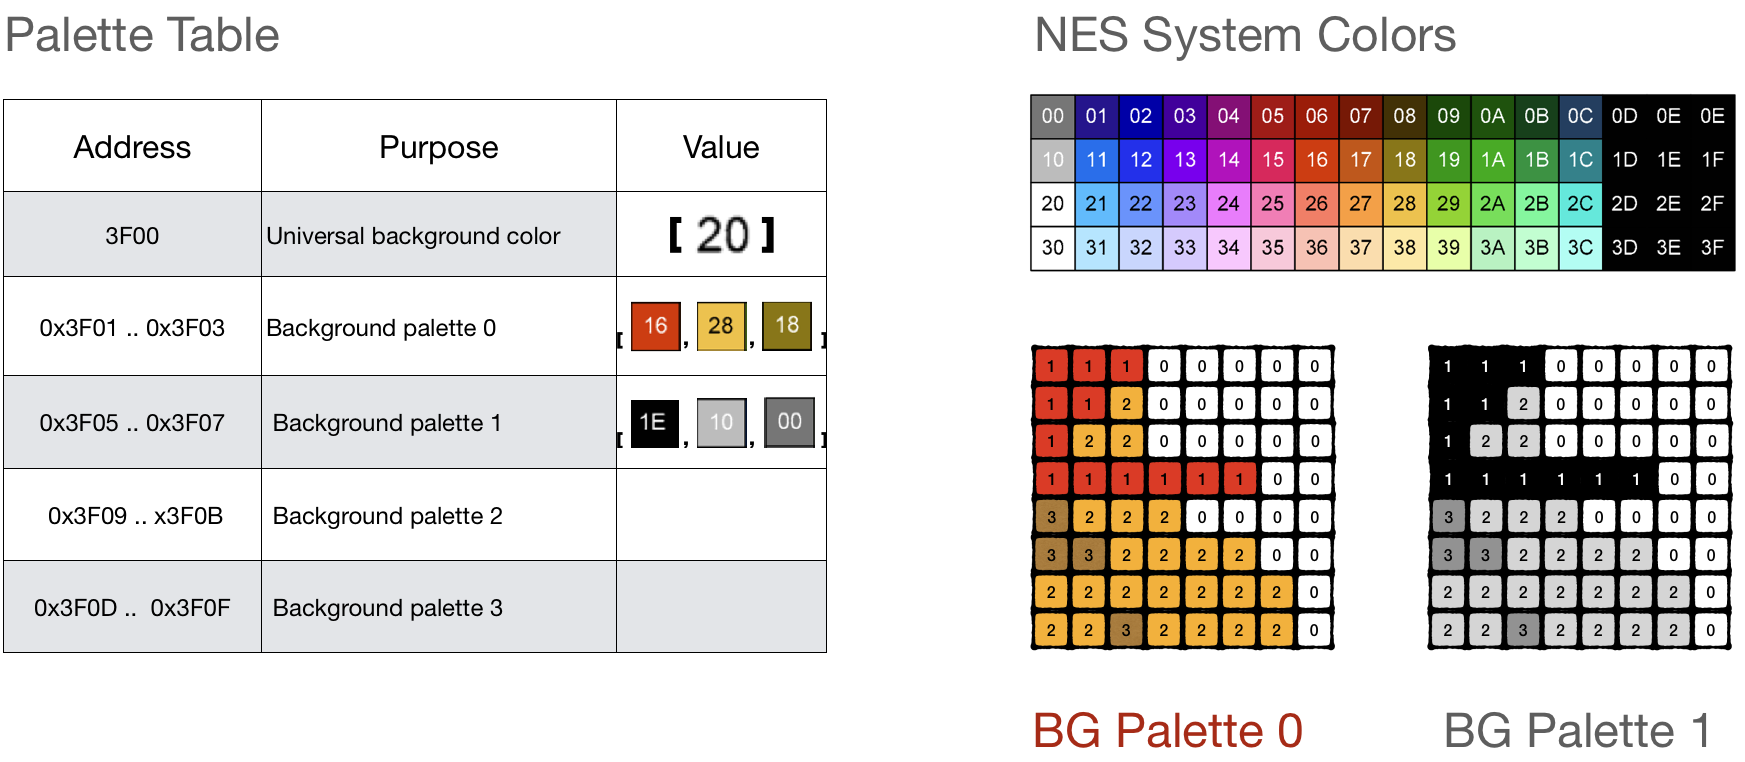 Palette Table
Address Purpose Value
3F00 Universal background color [ 20 ]
0x3F01 .. 0x3F03 Background palette 0 [ 16 , 28 , 18 ]
0x3F05 .. 0x3F07 Background palette 1 [ 1E , 10 , 00 ]
0x3F09 .. x3F0B Background palette 2
0x3F0D .. 0x3F0F Background palette 3
NES System Colors
00 01 02 03 04 05 06 07 08 09 0A 0B 0C 0D 0E 0E
10 11 12 13 14 15 16 17 18 19 1A 1B 1C 1D 1E 1F
20 21 22 23 24 25 26 27 28 29 2A 2B 2C 2D 2E 2F
30 31 32 33 34 35 36 37 38 39 3A 3B 3C 3D 3E 3F
1 1 1 0 0 0 0 0
1 1 2 0 0 0 0 0
1 2 2 0 0 0 0 0
1 1 1 1 1 1 0 0
3 2 2 2 0 0 0 0
3 3 2 2 2 2 0 0
2 2 2 2 2 2 2 0
2 2 3 2 2 2 2 0
BG Palette 0
1 1 1 0 0 0 0 0
1 1 2 0 0 0 0 0
1 2 2 0 0 0 0 0
1 1 1 1 1 1 0 0
3 2 2 2 0 0 0 0
3 3 2 2 2 2 0 0
2 2 2 2 2 2 2 0
2 2 3 2 2 2 2 0
BG Palette 1